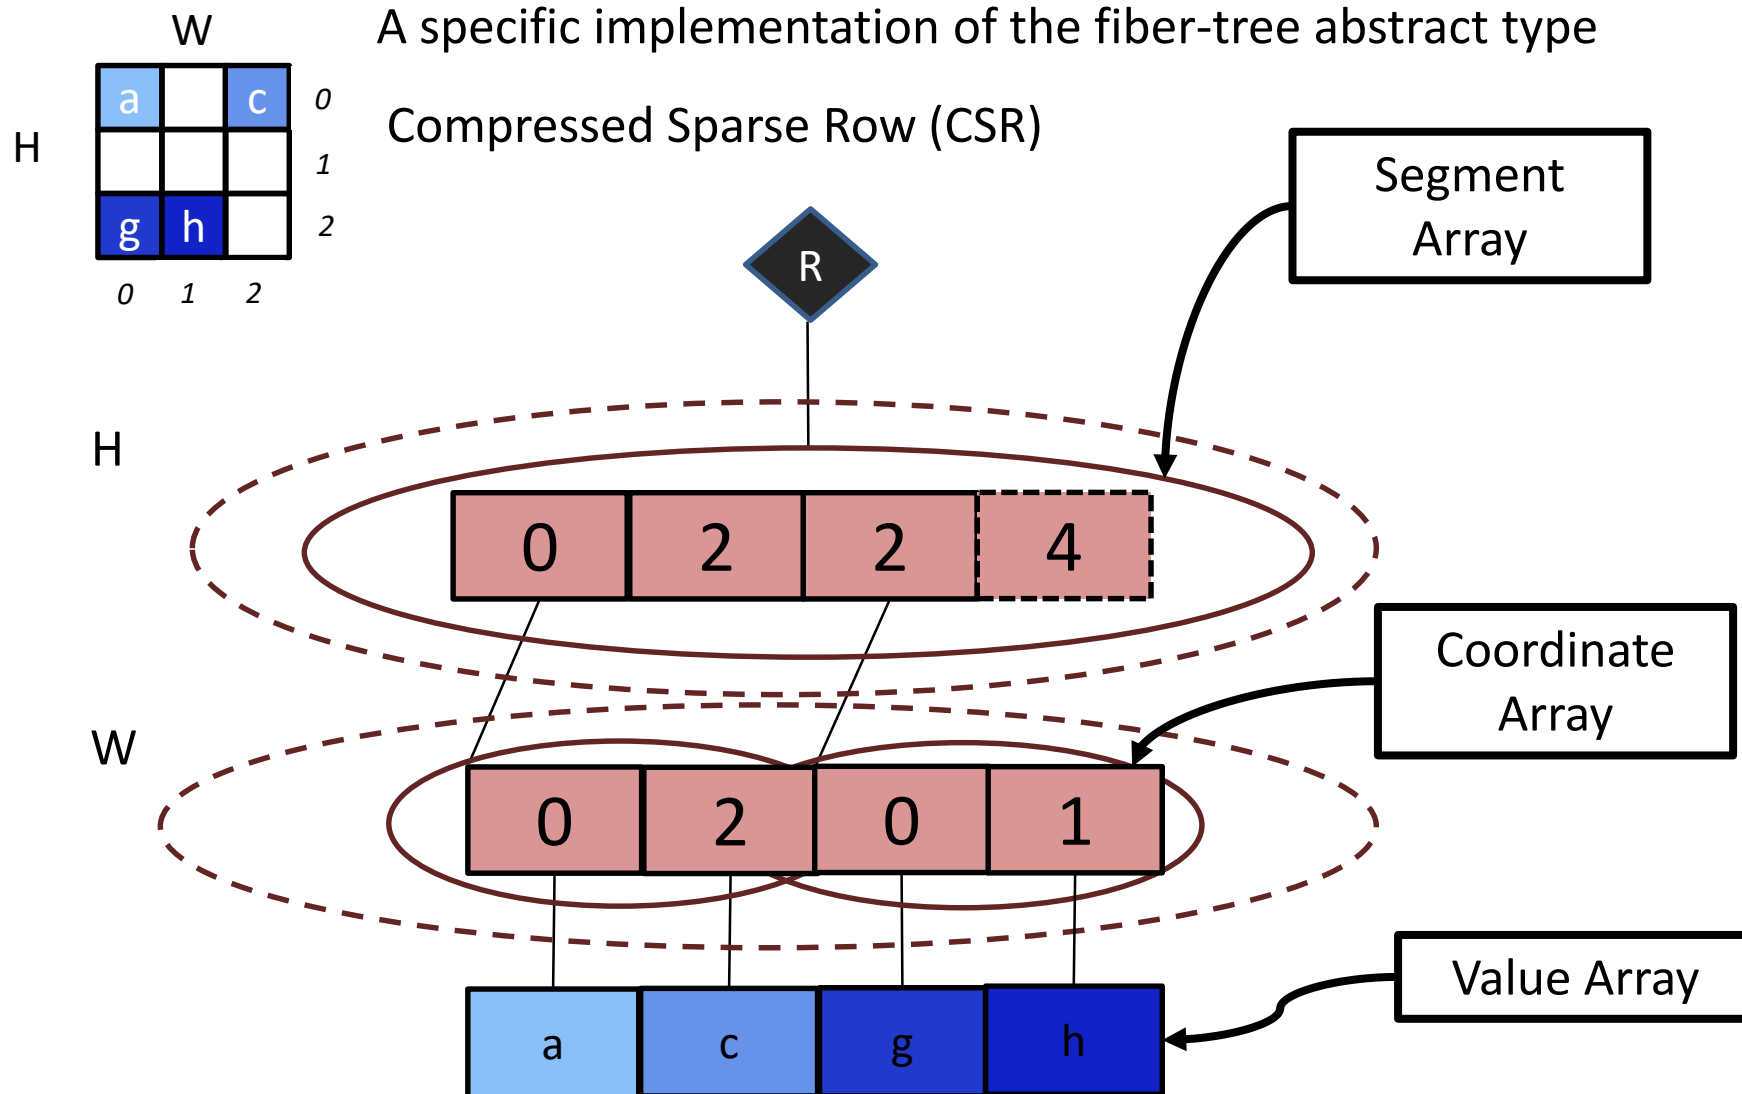 A specific implementation of the fiber-tree abstract type
W
a c 0
H
1
g h 2
0 1 2
Compressed Sparse Row (CSR)
Segment
Array
R
H
0 2 2 4
Coordinate
Array
W
0 2 0 1
Value Array
a c g h